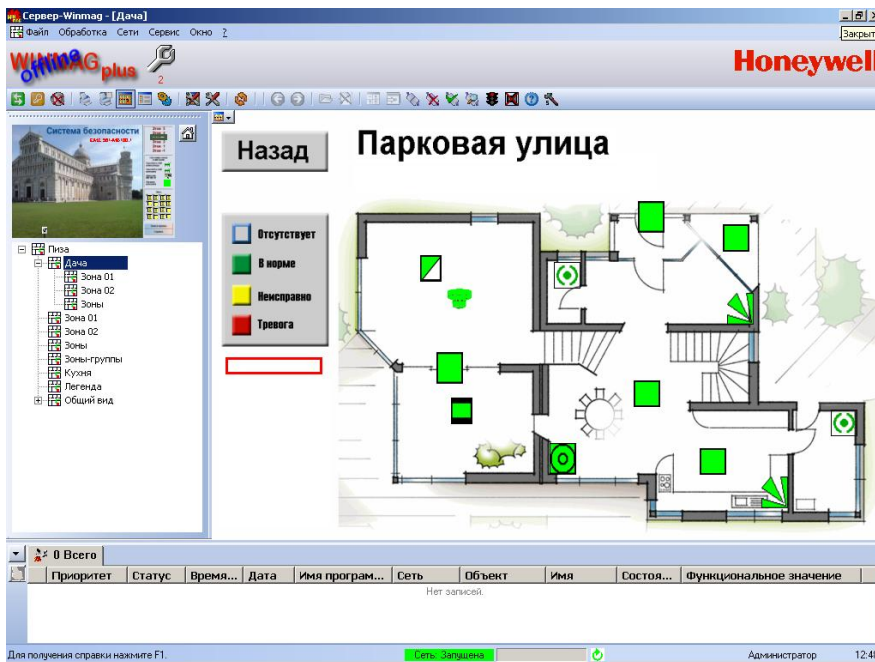 Сервер-Winmag - [Дача]
Файл Обработка Сети Сервис Окно ?
Закрыт
WINMAG plus
offline
2
Honeywell
Система безопасности
Назад
Парковая улица
Отсутствует
В норме
Неисправно
Тревога
Пиза
Дача
Зона 01
Зона 02
Зоны
Зона 01
Зона 02
Зоны
Зоны-группы
Кухня
Легенда
Общий вид
0 Всего
Приоритет Статус Время... Дата Имя програм... Сеть Объект Имя Состоя... Функциональное значение
Нет записей.
Для получения справки нажмите F1.
Сеть: Запущена
Администратор
12:40